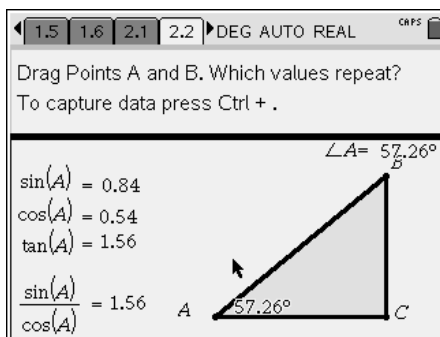 1.5 1.6 2.1 2.2 DEG AUTO REAL CAPS
Drag Points A and B. Which values repeat?
To capture data press Ctrl + .
∠A= 57.26°
B
sin(A) = 0.84
cos(A) = 0.54
tan(A) = 1.56
sin(A)
cos(A) = 1.56
A 57.26° C